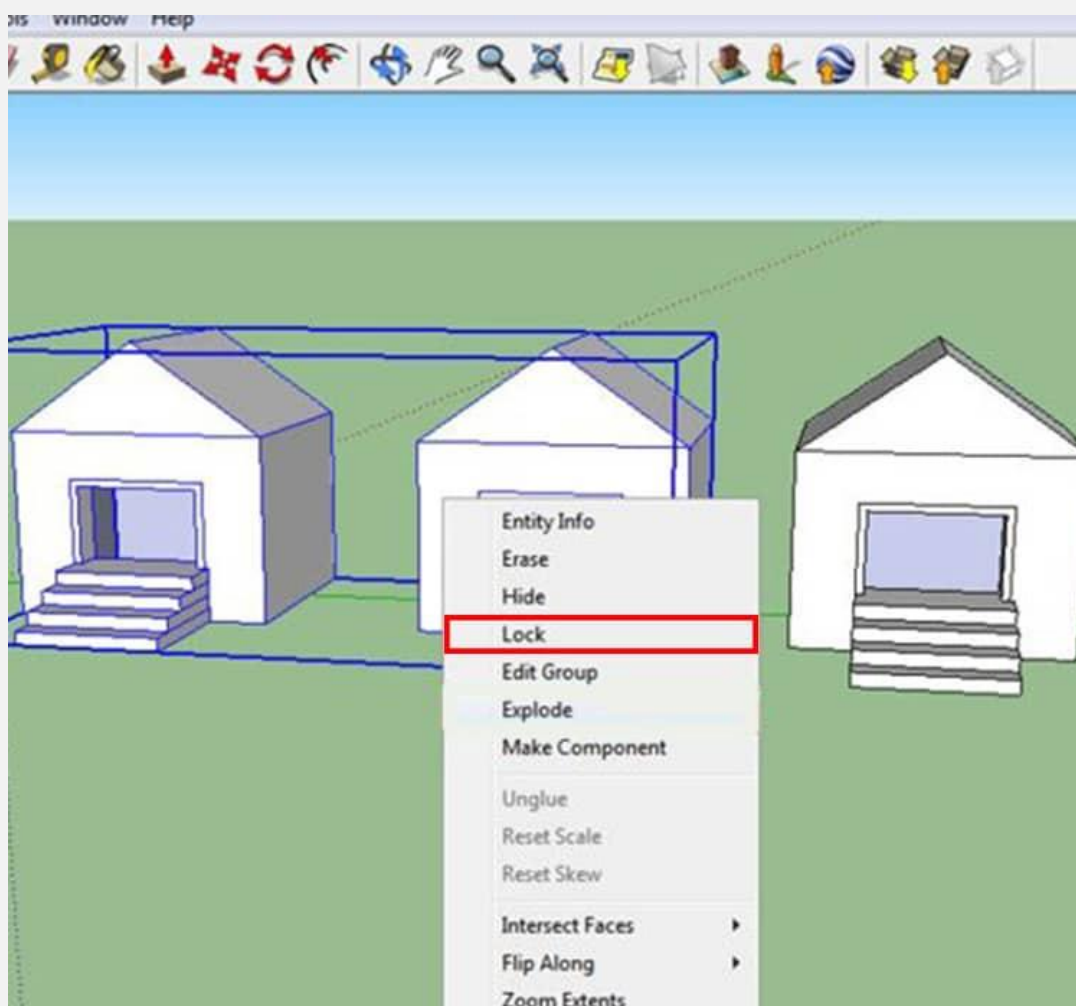 Window Help
Entity Info
Erase
Hide
Lock
Edit Group
Explode
Make Component
Unglue
Reset Scale
Reset Skew
Intersect Faces
Flip Along
Zoom Extents